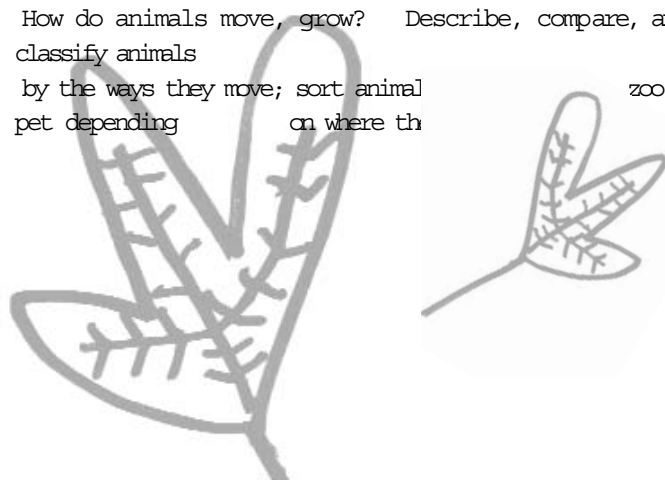 How do animals move, grow? Describe, compare, a
classify animals
by the ways they move; sort animal zoo
pet depending on where the